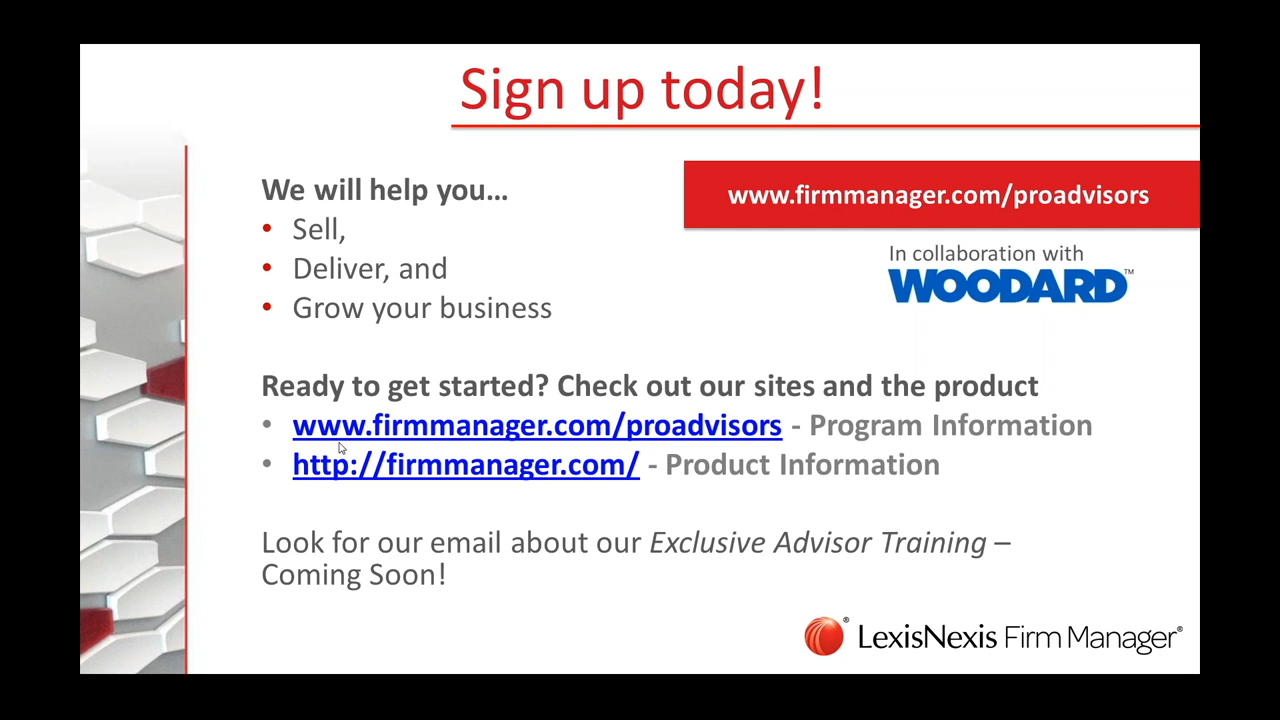 Sign up today!
We will help you...
• Sell,
• Deliver, and
• Grow your business
www.firmmanager.com/proadvisors
In collaboration with
WOODARD™
Ready to get started? Check out our sites and the product
• www.firmmanager.com/proadvisors - Program Information
• http://firmmanager.com/ - Product Information
Look for our email about our Exclusive Advisor Training –
Coming Soon!
® LexisNexis Firm Manager®